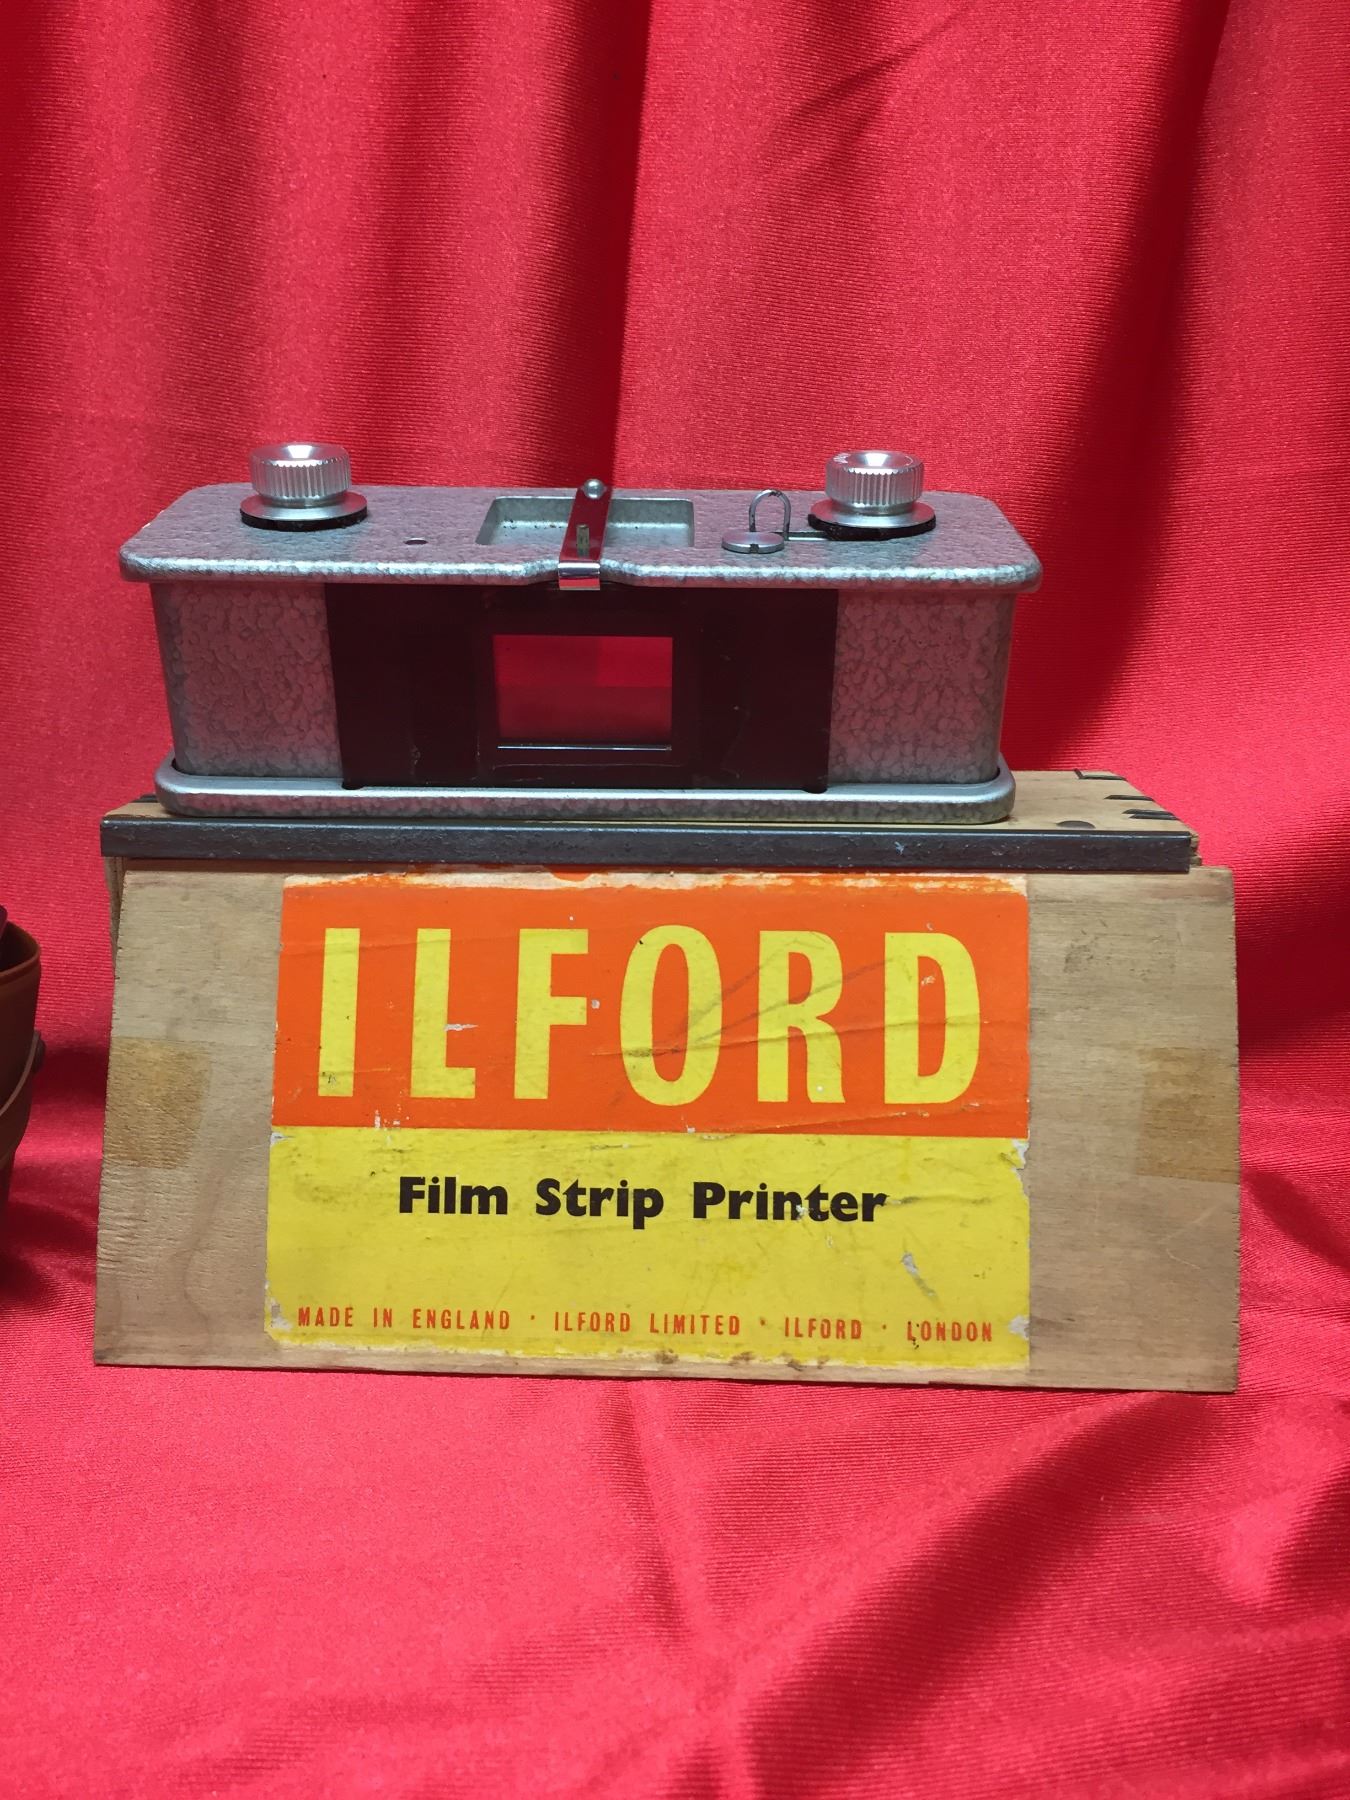 ILFORD
Film Strip Printer
MADE IN ENGLAND · ILFORD LIMITED · ILFORD · LONDON